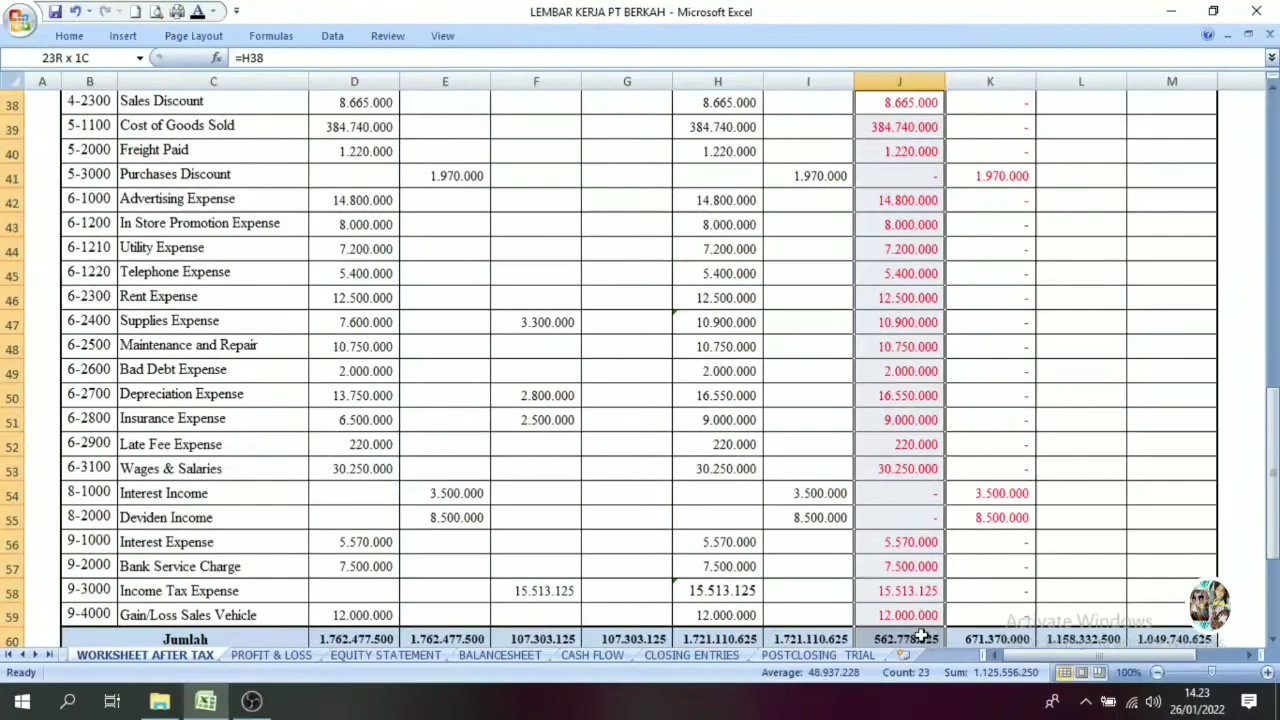 LEMBAR KERJA PT BERKAH - Microsoft Excel
Home Insert Page Layout Formulas Data Review View
23R x 1C fx =H38
A B C D E F G H I J K L M
38 4-2300 Sales Discount 8.665.000 8.665.000 8.665.000 -
39 5-1100 Cost of Goods Sold 384.740.000 384.740.000 384.740.000 -
40 5-2000 Freight Paid 1.220.000 1.220.000 1.220.000 -
41 5-3000 Purchases Discount 1.970.000 1.970.000 - 1.970.000
42 6-1000 Advertising Expense 14.800.000 14.800.000 14.800.000 -
43 6-1200 In Store Promotion Expense 8.000.000 8.000.000 8.000.000 -
44 6-1210 Utility Expense 7.200.000 7.200.000 7.200.000 -
45 6-1220 Telephone Expense 5.400.000 5.400.000 5.400.000 -
46 6-2300 Rent Expense 12.500.000 12.500.000 12.500.000 -
47 6-2400 Supplies Expense 7.600.000 3.300.000 10.900.000 10.900.000 -
48 6-2500 Maintenance and Repair 10.750.000 10.750.000 10.750.000 -
49 6-2600 Bad Debt Expense 2.000.000 2.000.000 2.000.000 -
50 6-2700 Depreciation Expense 13.750.000 2.800.000 16.550.000 16.550.000 -
51 6-2800 Insurance Expense 6.500.000 2.500.000 9.000.000 9.000.000 -
52 6-2900 Late Fee Expense 220.000 220.000 220.000 -
53 6-3100 Wages & Salaries 30.250.000 30.250.000 30.250.000 -
54 8-1000 Interest Income 3.500.000 3.500.000 - 3.500.000
55 8-2000 Deviden Income 8.500.000 8.500.000 - 8.500.000
56 9-1000 Interest Expense 5.570.000 5.570.000 5.570.000 -
57 9-2000 Bank Service Charge 7.500.000 7.500.000 7.500.000 -
58 9-3000 Income Tax Expense 15.513.125 15.513.125 15.513.125 -
59 9-4000 Gain/Loss Sales Vehicle 12.000.000 12.000.000 12.000.000 -
Activate Windows
60 Jumlah 1.762.477.500 1.762.477.500 107.303.125 107.303.125 1.721.110.625 1.721.110.625 671.370.000 1.158.332.500 1.049.740.625
WORKSHEET AFTER TAX PROFIT & LOSS EQUITY STATEMENT BALANCESHEET CASH FLOW CLOSING ENTRIES POSTCLOSING TRIAL
Ready Average: 48.937.228 Count: 23 Sum: 1.125.556.250 100%
14.23
26/01/2022